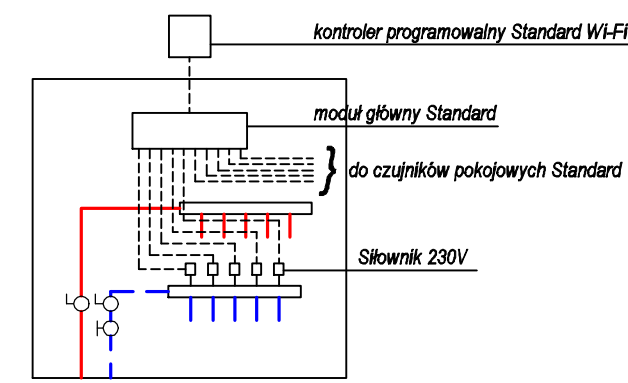 kontroler programowalny Standard Wi-Fi
moduł główny Standard
do czujników pokojowych Standard
Siłownik 230V